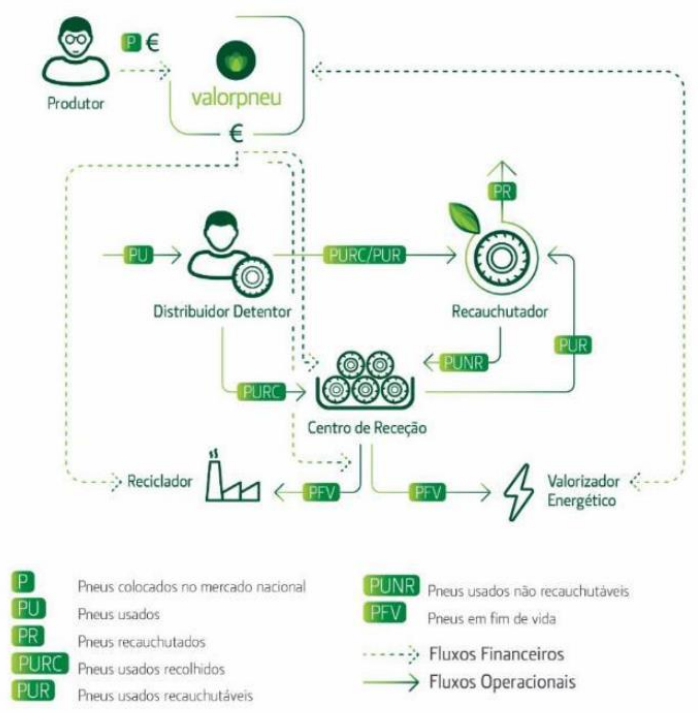 P €
valorpneu
Produtor
€
PR
PU
PURC/PUR
Distribuidor Detentor
Recauchutador
PUNR
PUR
PURC
Centro de Receção
Reciclador
PFV
PFV
Valorizador
Energético
P Pneus colocados no mercado nacional
PU Pneus usados
PR Pneus recauchutados
PURC Pneus usados recolhidos
PUR Pneus usados recauchutáveis
PUNR Pneus usados não recauchutáveis
PFV Pneus em fim de vida
Fluxos Financeiros
Fluxos Operacionais